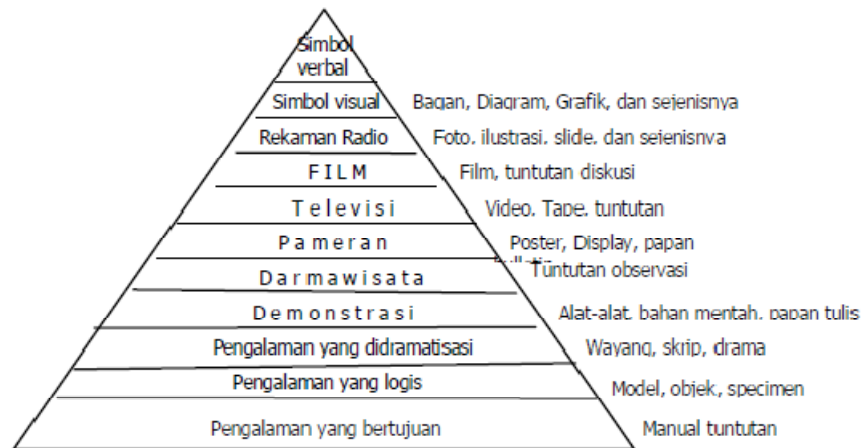 Simbol
verbal
Simbol visual Bagan, Diagram, Grafik, dan sejenisnya
Rekaman Radio Foto, ilustrasi, slide, dan sejenisnya
FILM Film, tuntutan diskusi
Televisi Video, Tape, tuntutan
Pameran Poster, Display, papan
Darmawisata Tuntutan observasi
Demonstrasi Alat-alat, bahan mentah, papan tulis
Pengalaman yang didramatisasi Wayang, skrip, drama
Pengalaman yang logis Model, objek, specimen
Pengalaman yang bertujuan Manual tuntutan